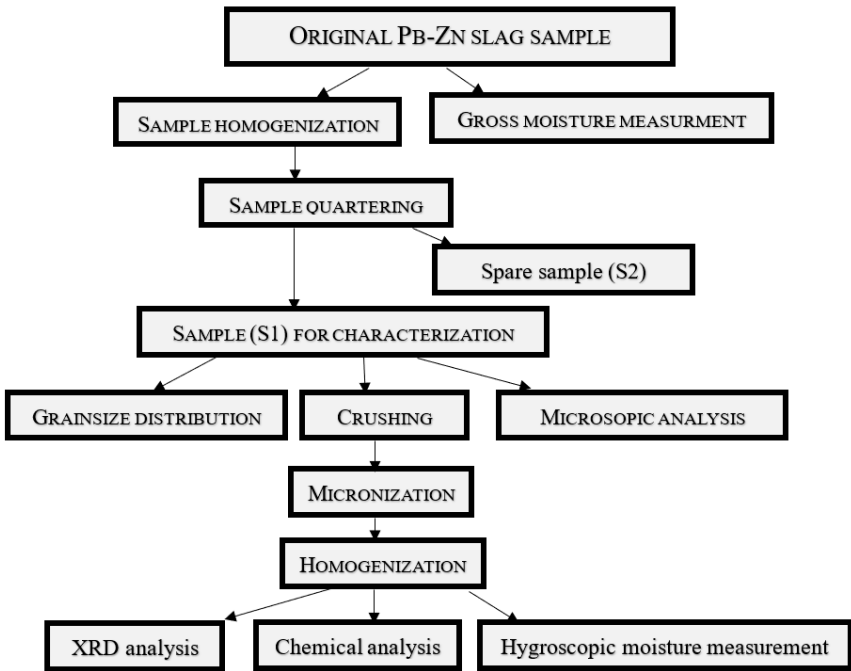 ORIGINAL PB-ZN SLAG SAMPLE
SAMPLE HOMOGENIZATION
GROSS MOISTURE MEASURMENT
SAMPLE QUARTERING
Spare sample (S2)
SAMPLE (S1) FOR CHARACTERIZATION
GRAINSIZE DISTRIBUTION
CRUSHING
MICROSOPIC ANALYSIS
MICRONIZATION
HOMOGENIZATION
XRD analysis
Chemical analysis
Hygroscopic moisture measurement